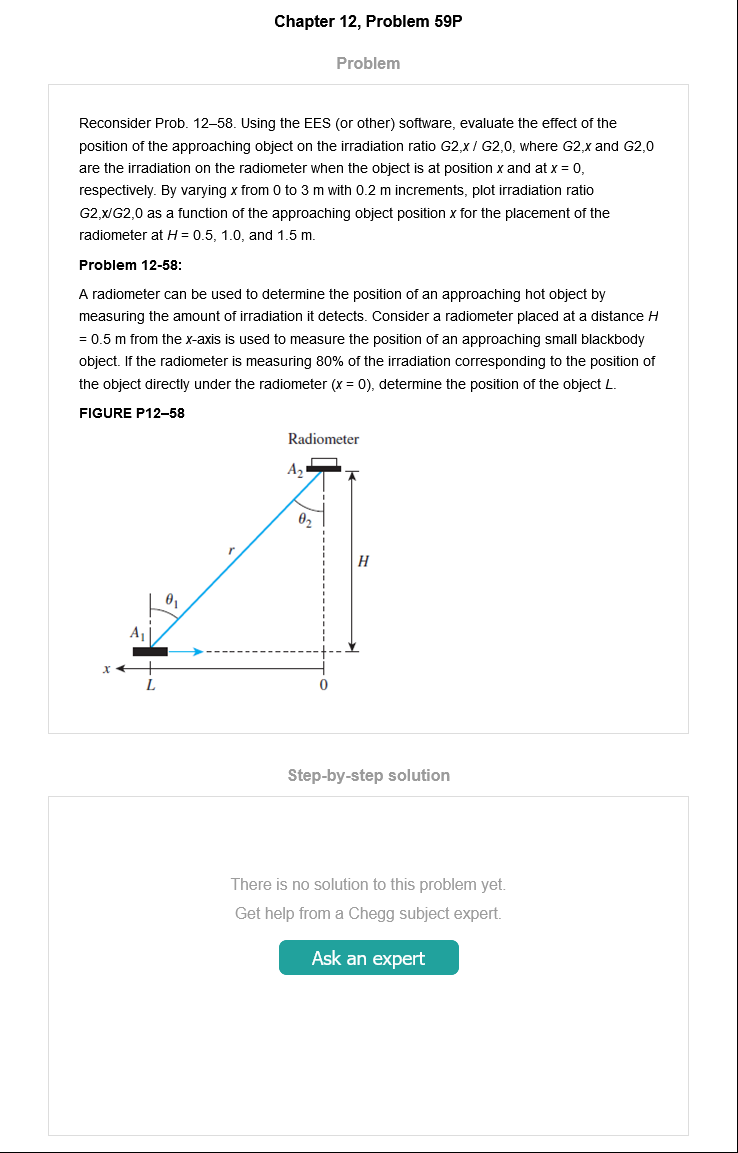 Chapter 12, Problem 59P
Problem
Reconsider Prob. 12–58. Using the EES (or other) software, evaluate the effect of the
position of the approaching object on the irradiation ratio G2,x / G2,0, where G2,x and G2,0
are the irradiation on the radiometer when the object is at position x and at x = 0,
respectively. By varying x from 0 to 3 m with 0.2 m increments, plot irradiation ratio
G2,x/G2,0 as a function of the approaching object position x for the placement of the
radiometer at H = 0.5, 1.0, and 1.5 m.
Problem 12-58:
A radiometer can be used to determine the position of an approaching hot object by
measuring the amount of irradiation it detects. Consider a radiometer placed at a distance H
= 0.5 m from the x-axis is used to measure the position of an approaching small blackbody
object. If the radiometer is measuring 80% of the irradiation corresponding to the position of
the object directly under the radiometer (x = 0), determine the position of the object L.
FIGURE P12–58
Radiometer
A₂
θ₂
r
H
θ₁
A₁
x
L
0
Step-by-step solution
There is no solution to this problem yet.
Get help from a Chegg subject expert.
Ask an expert